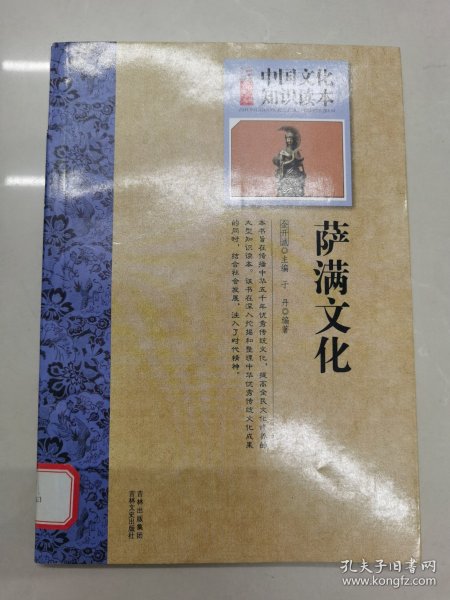 中国文化
知识读本
萨满文化
金开诚◎主编 于丹◎编著
本书旨在传播中华五千年优秀传统文化，提高全民文化修养的
大型知识读本。该书在深入挖掘和整理中华优秀传统文化成果
的同时，结合社会发展，注入了时代精神。
吉林出版集团
吉林文史出版社
孔夫子旧书网
www.kongfz.com